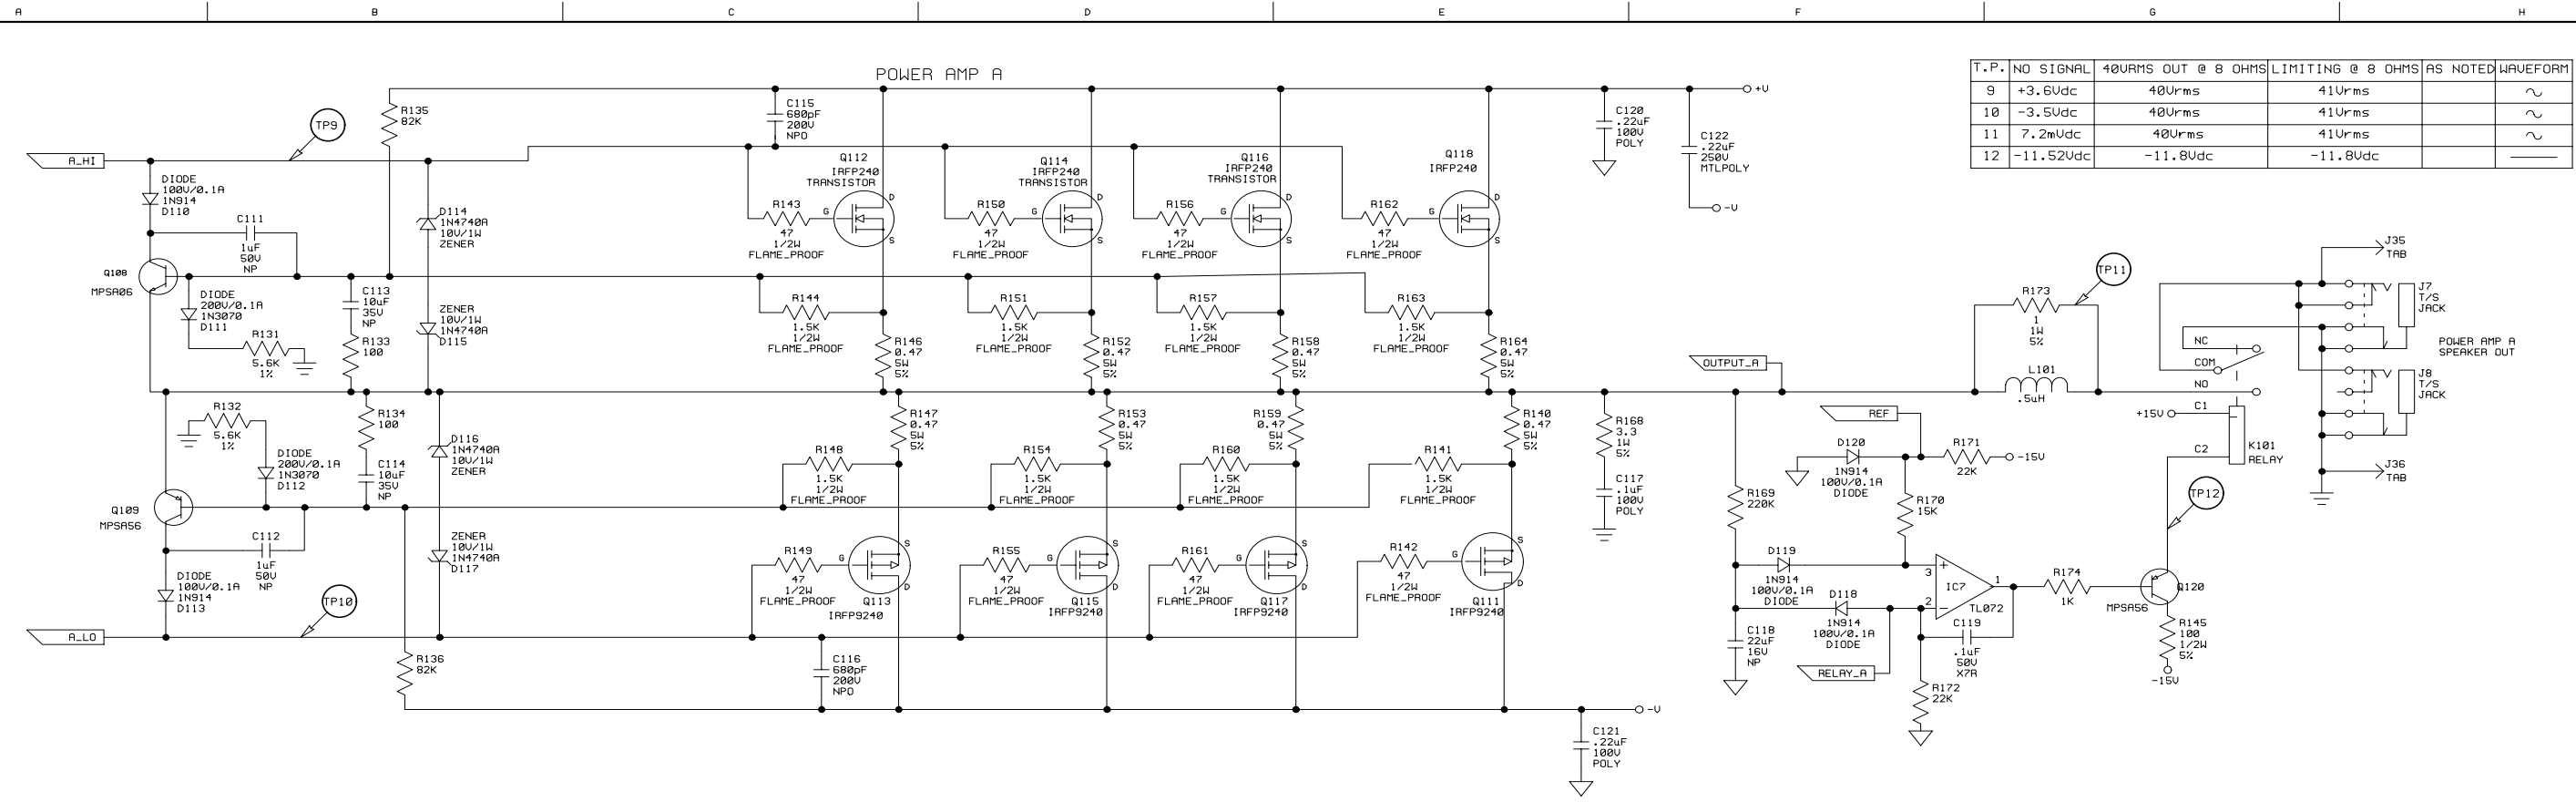 A B C D E F G H
POWER AMP A
T.P. NO SIGNAL 40VRMS OUT @ 8 OHMS LIMITING @ 8 OHMS AS NOTED WAVEFORM
9 +3.6Vdc 40Vrms 41Vrms
10 -3.5Vdc 40Vrms 41Vrms
11 7.2mVdc 40Vrms 41Vrms
12 -11.52Vdc -11.8Vdc -11.8Vdc
A_HI
TP9
R135
82K
DIODE
100V/0.1A
1N914
D110
C111
1uF
50V
NP
Q108
MPSA06
DIODE
200V/0.1A
1N3070
D111
R131
5.6K
1%
C113
10uF
35V
NP
R133
100
D114
1N4740A
10V/1W
ZENER
ZENER
10V/1W
1N4740A
D115
R132
5.6K
1%
DIODE
200V/0.1A
1N3070
D112
R134
100
C114
10uF
35V
NP
D116
1N4740A
10V/1W
ZENER
Q109
MPSA56
C112
1uF
50V
NP
ZENER
10V/1W
1N4740A
D117
DIODE
100V/0.1A
1N914
D113
TP10
A_LO
R136
82K
C115
680pF
200V
NPO
Q112
IRFP240
TRANSISTOR
R143
47
1/2W
FLAME_PROOF
G
D
S
Q114
IRFP240
TRANSISTOR
R150
47
1/2W
FLAME_PROOF
G
D
S
Q116
IRFP240
TRANSISTOR
R156
47
1/2W
FLAME_PROOF
G
D
S
Q118
IRFP240
R162
47
1/2W
FLAME_PROOF
G
D
S
R144
1.5K
1/2W
FLAME_PROOF
R146
0.47
5W
5%
R151
1.5K
1/2W
FLAME_PROOF
R152
0.47
5W
5%
R157
1.5K
1/2W
FLAME_PROOF
R158
0.47
5W
5%
R163
1.5K
1/2W
FLAME_PROOF
R164
0.47
5W
5%
R147
0.47
5W
5%
R148
1.5K
1/2W
FLAME_PROOF
R153
0.47
5W
5%
R154
1.5K
1/2W
FLAME_PROOF
R159
0.47
5W
5%
R160
1.5K
1/2W
FLAME_PROOF
R140
0.47
5W
5%
R141
1.5K
1/2W
FLAME_PROOF
R149
47
1/2W
FLAME_PROOF
G
S
D
Q113
IRFP9240
R155
47
1/2W
FLAME_PROOF
G
S
D
Q115
IRFP9240
R161
47
1/2W
FLAME_PROOF
G
S
D
Q117
IRFP9240
R142
47
1/2W
FLAME_PROOF
G
S
D
Q111
IRFP9240
C116
680pF
200V
NPO
C120
.22uF
100V
POLY
+V
C122
.22uF
250V
MTLPOLY
-V
R168
3.3
1W
5%
C117
.1uF
100V
POLY
-V
C121
.22uF
100V
POLY
OUTPUT_A
REF
D120
1N914
100V/0.1A
DIODE
R171
22K
-15V
R169
220K
R170
15K
D119
1N914
100V/0.1A
DIODE
D118
1N914
100V/0.1A
DIODE
C118
22uF
16V
NP
RELAY_A
3
+
2
-
1
IC7
TL072
C119
.1uF
50V
X7R
R172
22K
R174
1K
Q120
MPSA56
R145
100
1/2W
5%
-15V
TP12
TP11
R173
1
1W
5%
L101
.5uH
NC
COM
NO
+15V
C1
C2
K101
RELAY
J35
TAB
J7
T/S
JACK
POWER AMP A
SPEAKER OUT
J8
T/S
JACK
J36
TAB